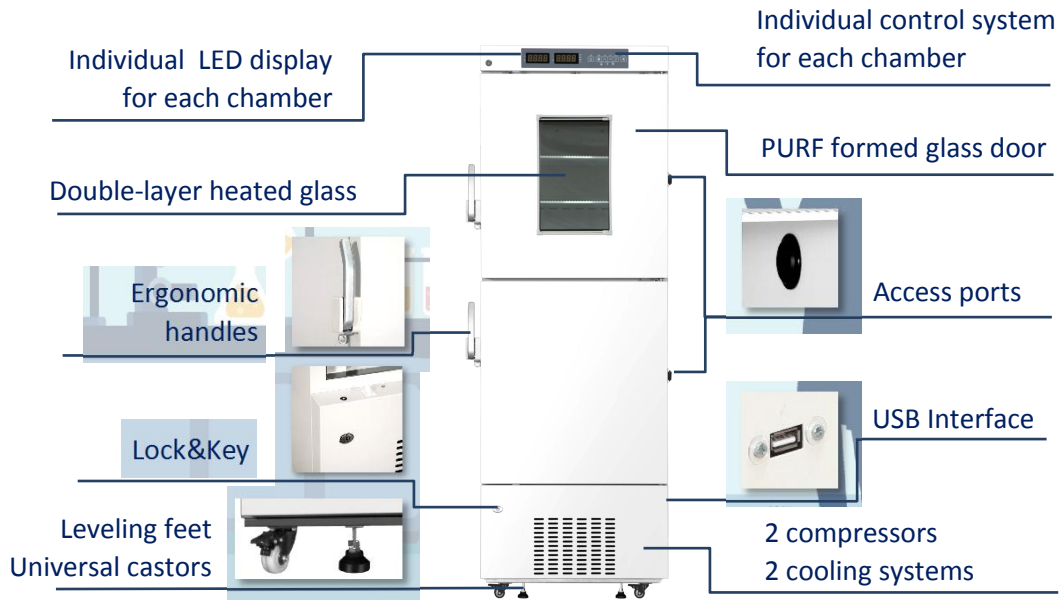 Individual LED display
for each chamber
Individual control system
for each chamber
PURF formed glass door
Double-layer heated glass
Ergonomic
handles
Access ports
Lock&Key
USB Interface
Leveling feet
Universal castors
2 compressors
2 cooling systems